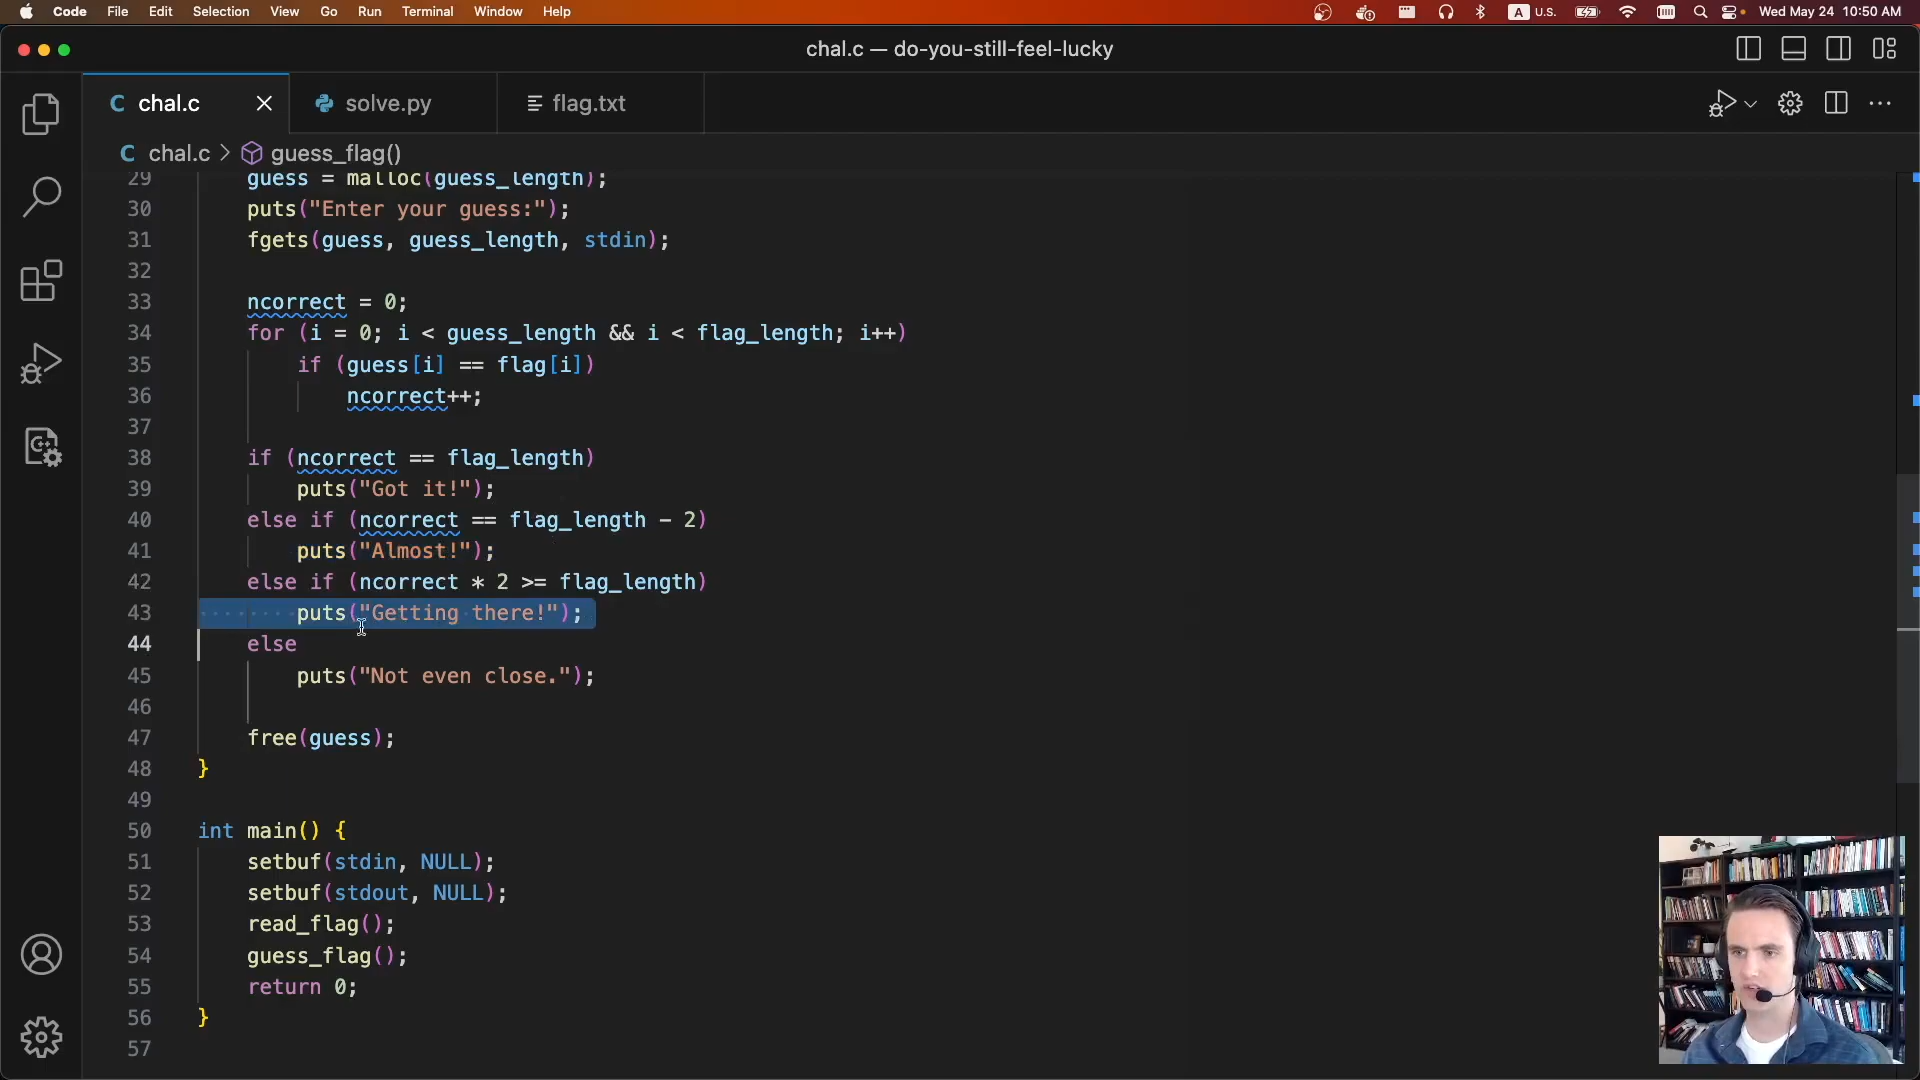 Code File Edit Selection View Go Run Terminal Window Help A U.S. Wed May 24 10:50 AM
chal.c — do-you-still-feel-lucky
C chal.c solve.py flag.txt
C chal.c > guess_flag()
29 guess = malloc(guess_length);
30 puts("Enter your guess:");
31 fgets(guess, guess_length, stdin);
32
33 ncorrect = 0;
34 for (i = 0; i < guess_length && i < flag_length; i++)
35 if (guess[i] == flag[i])
36 ncorrect++;
37
38 if (ncorrect == flag_length)
39 puts("Got it!");
40 else if (ncorrect == flag_length - 2)
41 puts("Almost!");
42 else if (ncorrect * 2 >= flag_length)
43 puts("Getting there!");
44 else
45 puts("Not even close.");
46
47 free(guess);
48 }
49
50 int main() {
51 setbuf(stdin, NULL);
52 setbuf(stdout, NULL);
53 read_flag();
54 guess_flag();
55 return 0;
56 }
57